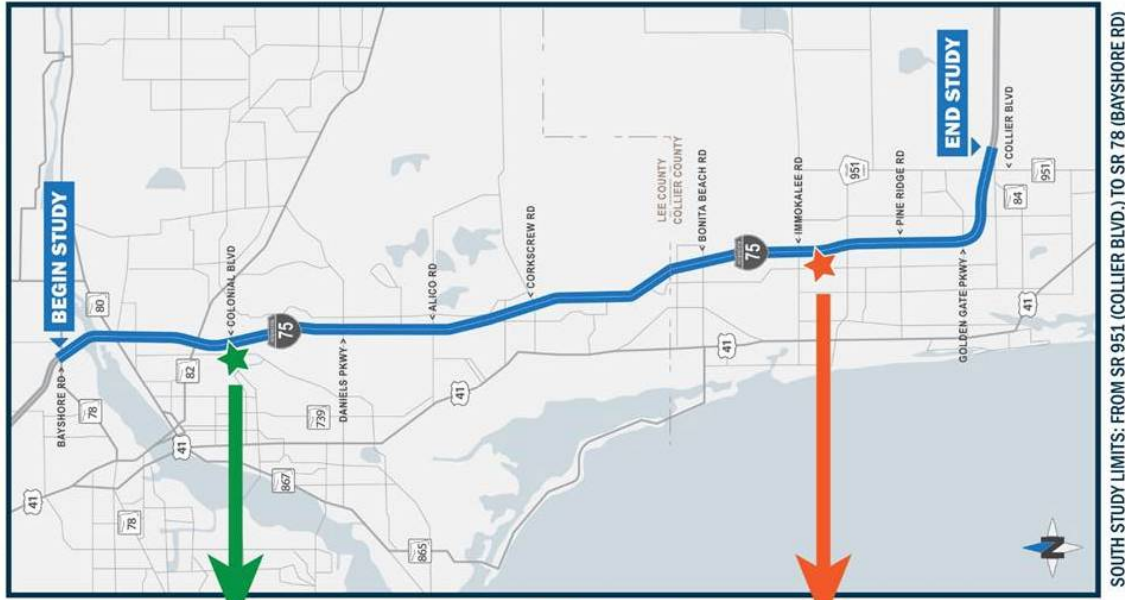 SOUTH STUDY LIMITS: FROM SR 951 (COLLIER BLVD.) TO SR 78 (BAYSHORE RD)
BEGIN STUDY
END STUDY
BAYSHORE RD >
80
78
41
41
78
82
< COLONIAL BLVD
75
DANIELS PKWY >
739
867
865
41
< ALICO RD
< CORKSCREW RD
LEE COUNTY
COLLIER COUNTY
< BONITA BEACH RD
75
41
< IMMOKALEE RD
951
< PINE RIDGE RD
GOLDEN GATE PKWY >
41
84
951
< COLLIER BLVD
N